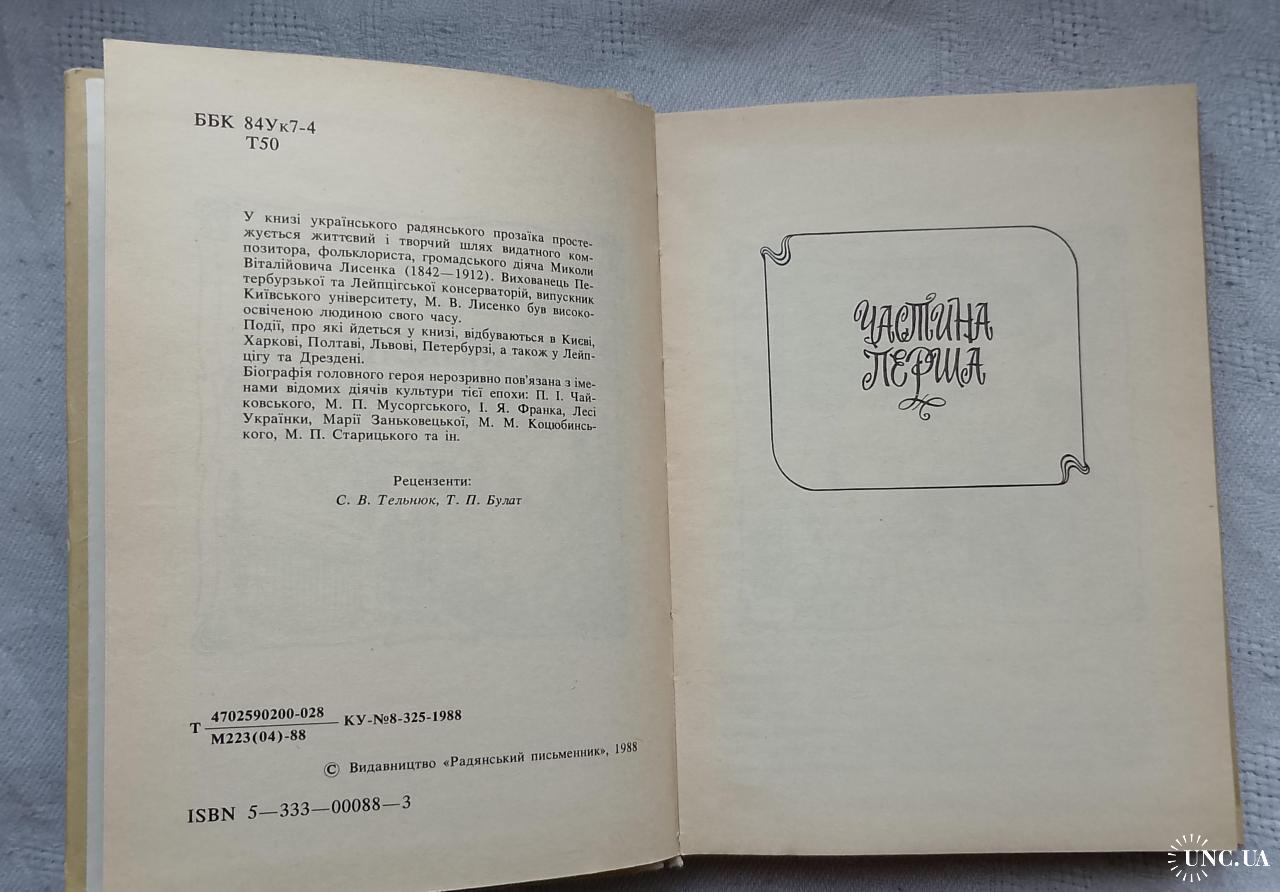 ББК 84Ук7-4
Т50
У книзі українського радянського прозаїка просте-
жується життєвий і творчий шлях видатного ком-
позитора, фольклориста, громадського діяча Миколи
Віталійовича Лисенка (1842—1912). Вихованець Пе-
тербурзької та Лейпцігської консерваторій, випускник
Київського університету, М. В. Лисенко був високо-
освіченою людиною свого часу.
Події, про які йдеться у книзі, відбуваються в Києві,
Харкові, Полтаві, Львові, Петербурзі, а також у Лейп-
цігу та Дрездені.
Біографія головного героя нерозривно пов'язана з іме-
нами відомих діячів культури тієї епохи: П. І. Чай-
ковського, М. П. Мусоргського, І. Я. Франка, Лесі
Українки, Марії Заньковецької, М. М. Коцюбинсь-
кого, М. П. Старицького та ін.
Рецензенти:
С. В. Тельнюк, Т. П. Булат
Т 4702590200-028 КУ-№8-325-1988
М223(04)-88
© Видавництво «Радянський письменник», 1988
ISBN 5—333—00088—3
ЧАСТИНА
ПЕРША
UNC.UA